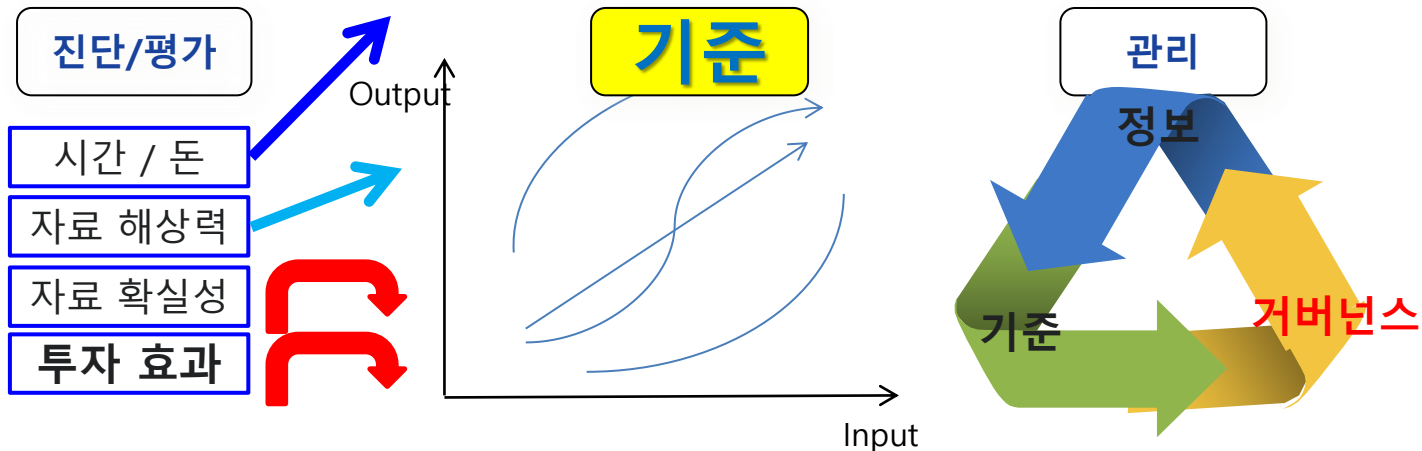 진단/평가
시간 / 돈
자료 해상력
자료 확실성
투자 효과
기준
Output
Input
관리
정보
기준
거버넌스